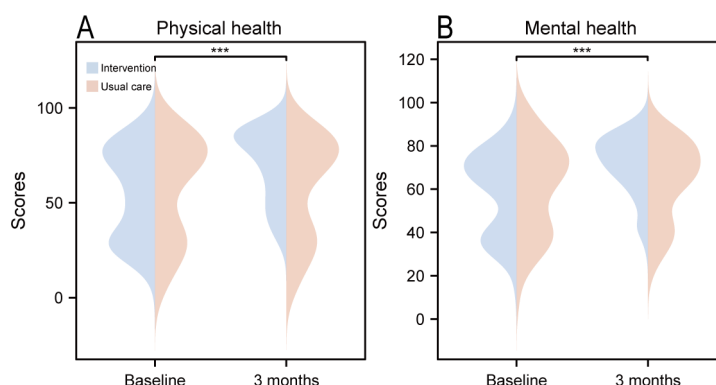 A
Physical health
***
Intervention
Usual care
100
50
0
Scores
Baseline
3 months
B
Mental health
***
120
100
80
60
40
20
0
Scores
Baseline
3 months